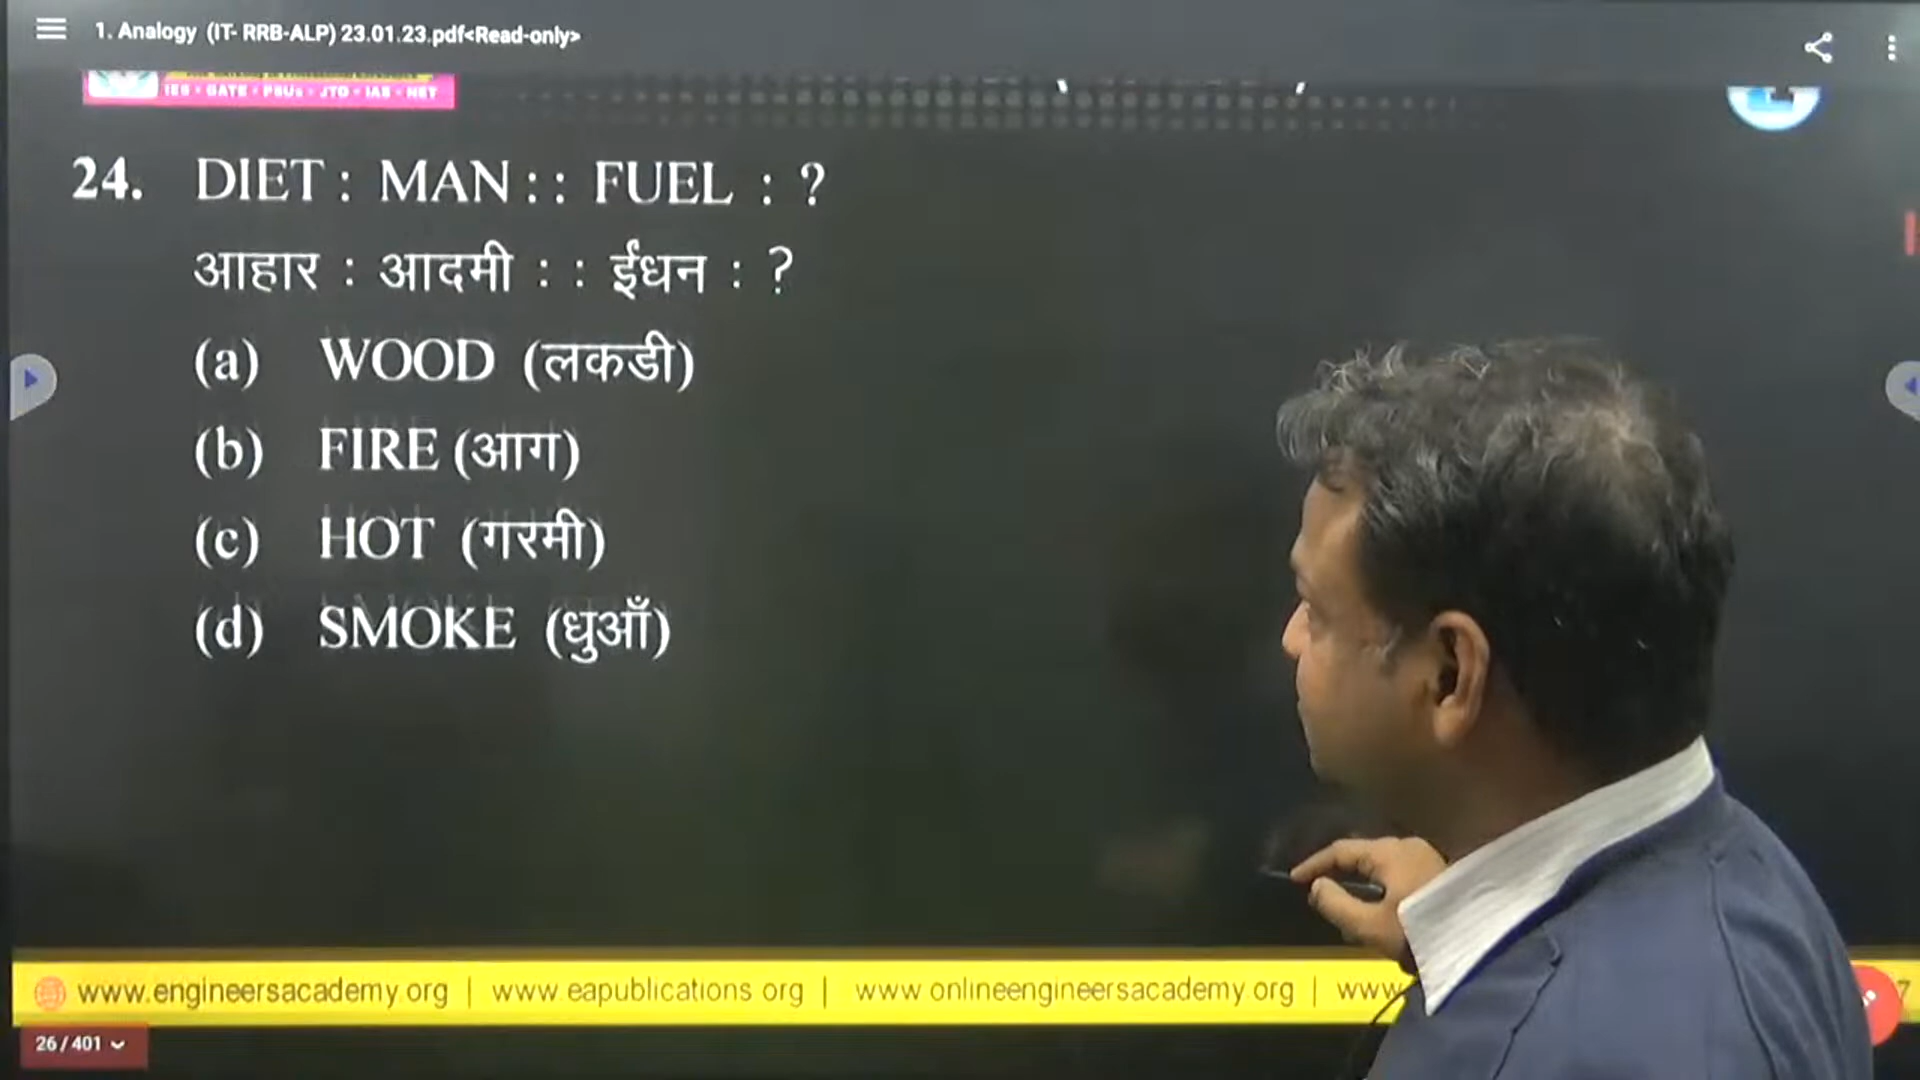 1. Analogy (IT- RRB-ALP) 23.01.23.pdf<Read-only>
IES • GATE • PSUs • JTO • IAS • NET
24. DIET : MAN : : FUEL : ?
आहार : आदमी : : ईंधन : ?
(a) WOOD (लकडी)
(b) FIRE (आग)
(c) HOT (गरमी)
(d) SMOKE (धुआँ)
www.engineersacademy.org | www.eapublications.org | www.onlineengineersacademy.org | www
26 / 401